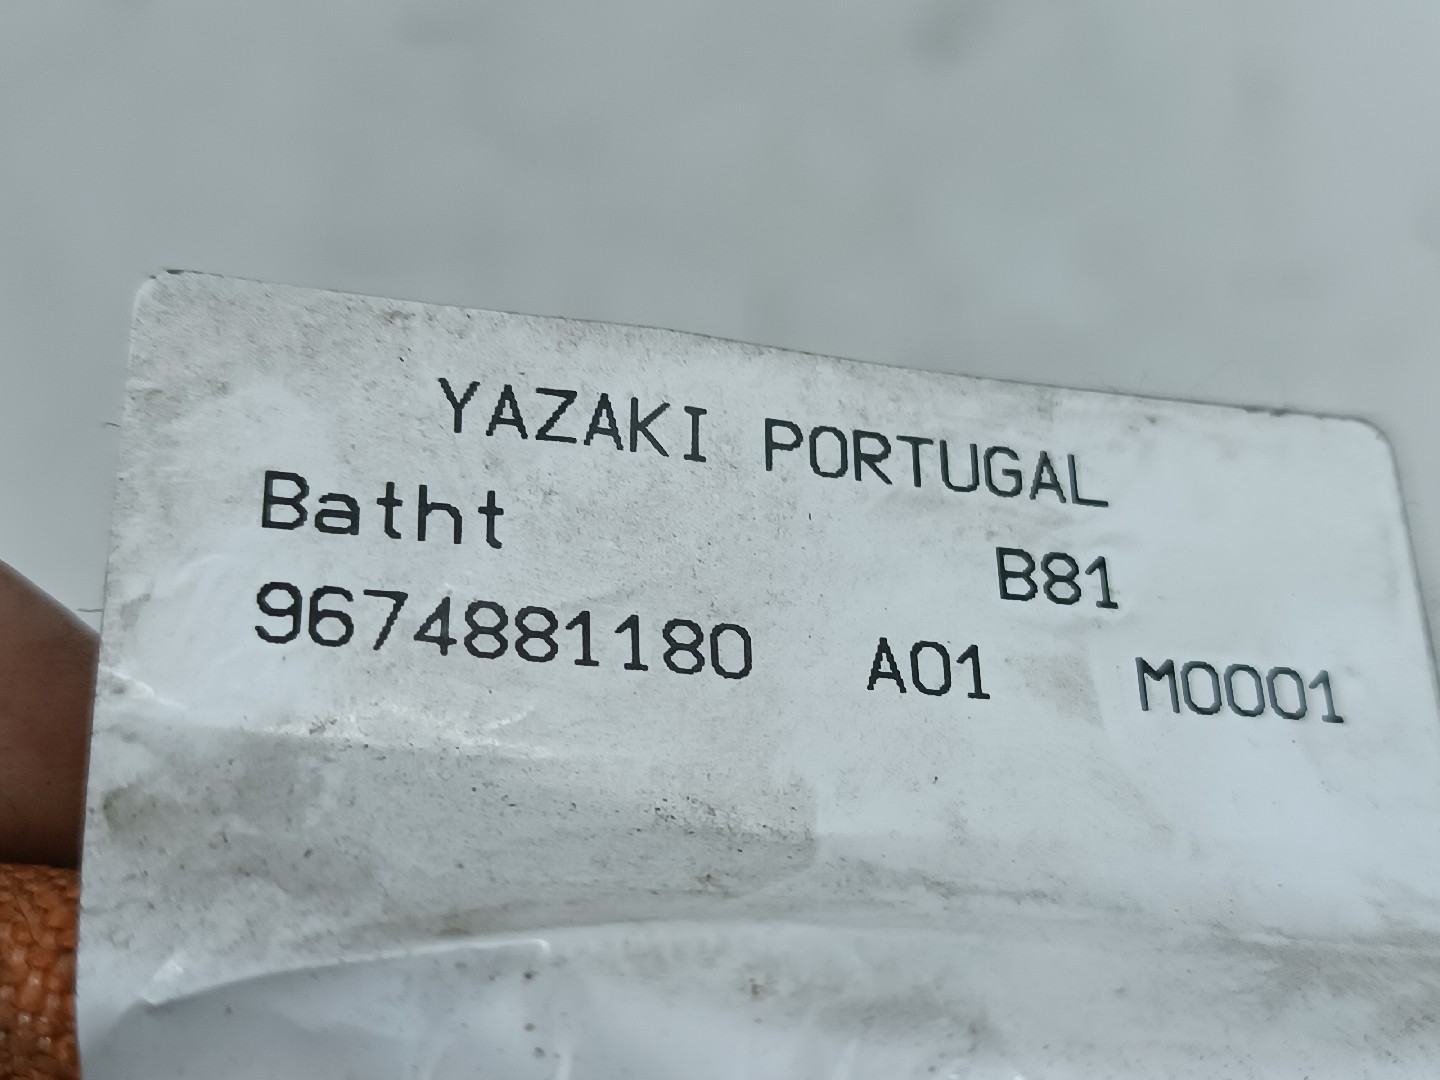 YAZAKI PORTUGAL
Batht B81
9674881180 A01 M0001